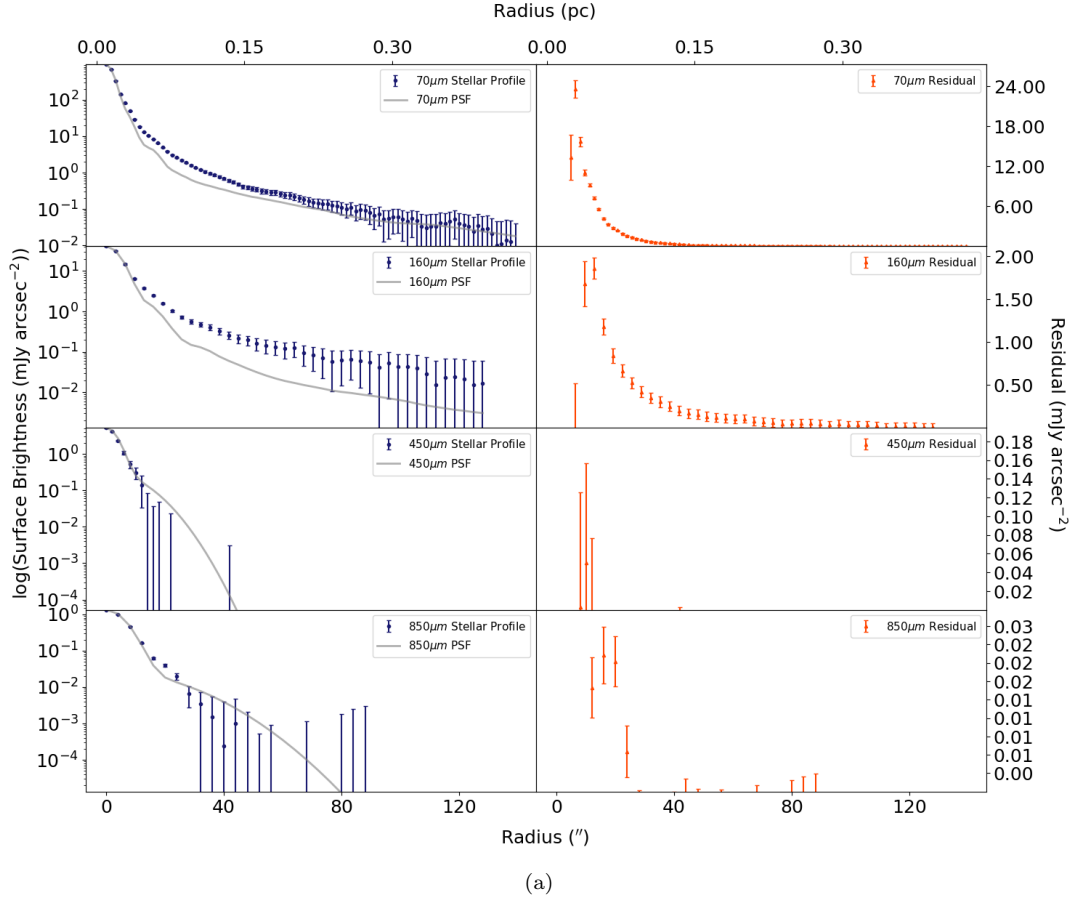 Radius (pc)
0.00 0.15 0.30 0.00 0.15 0.30
70μm Stellar Profile
70μm PSF
10² 10¹ 10⁰ 10⁻¹ 10⁻²
70μm Residual
24.00 18.00 12.00 6.00
160μm Stellar Profile
160μm PSF
10¹ 10⁰ 10⁻¹ 10⁻²
160μm Residual
2.00 1.50 1.00 0.50
log(Surface Brightness (mJy arcsec⁻²))
Residual (mJy arcsec⁻²)
450μm Stellar Profile
450μm PSF
10⁰ 10⁻¹ 10⁻² 10⁻³ 10⁻⁴
450μm Residual
0.18 0.16 0.14 0.12 0.10 0.08 0.06 0.04 0.02
850μm Stellar Profile
850μm PSF
10⁰ 10⁻¹ 10⁻² 10⁻³ 10⁻⁴
850μm Residual
0.03 0.02 0.02 0.02 0.01 0.01 0.01 0.01 0.00
0 40 80 120 0 40 80 120
Radius (″)
(a)